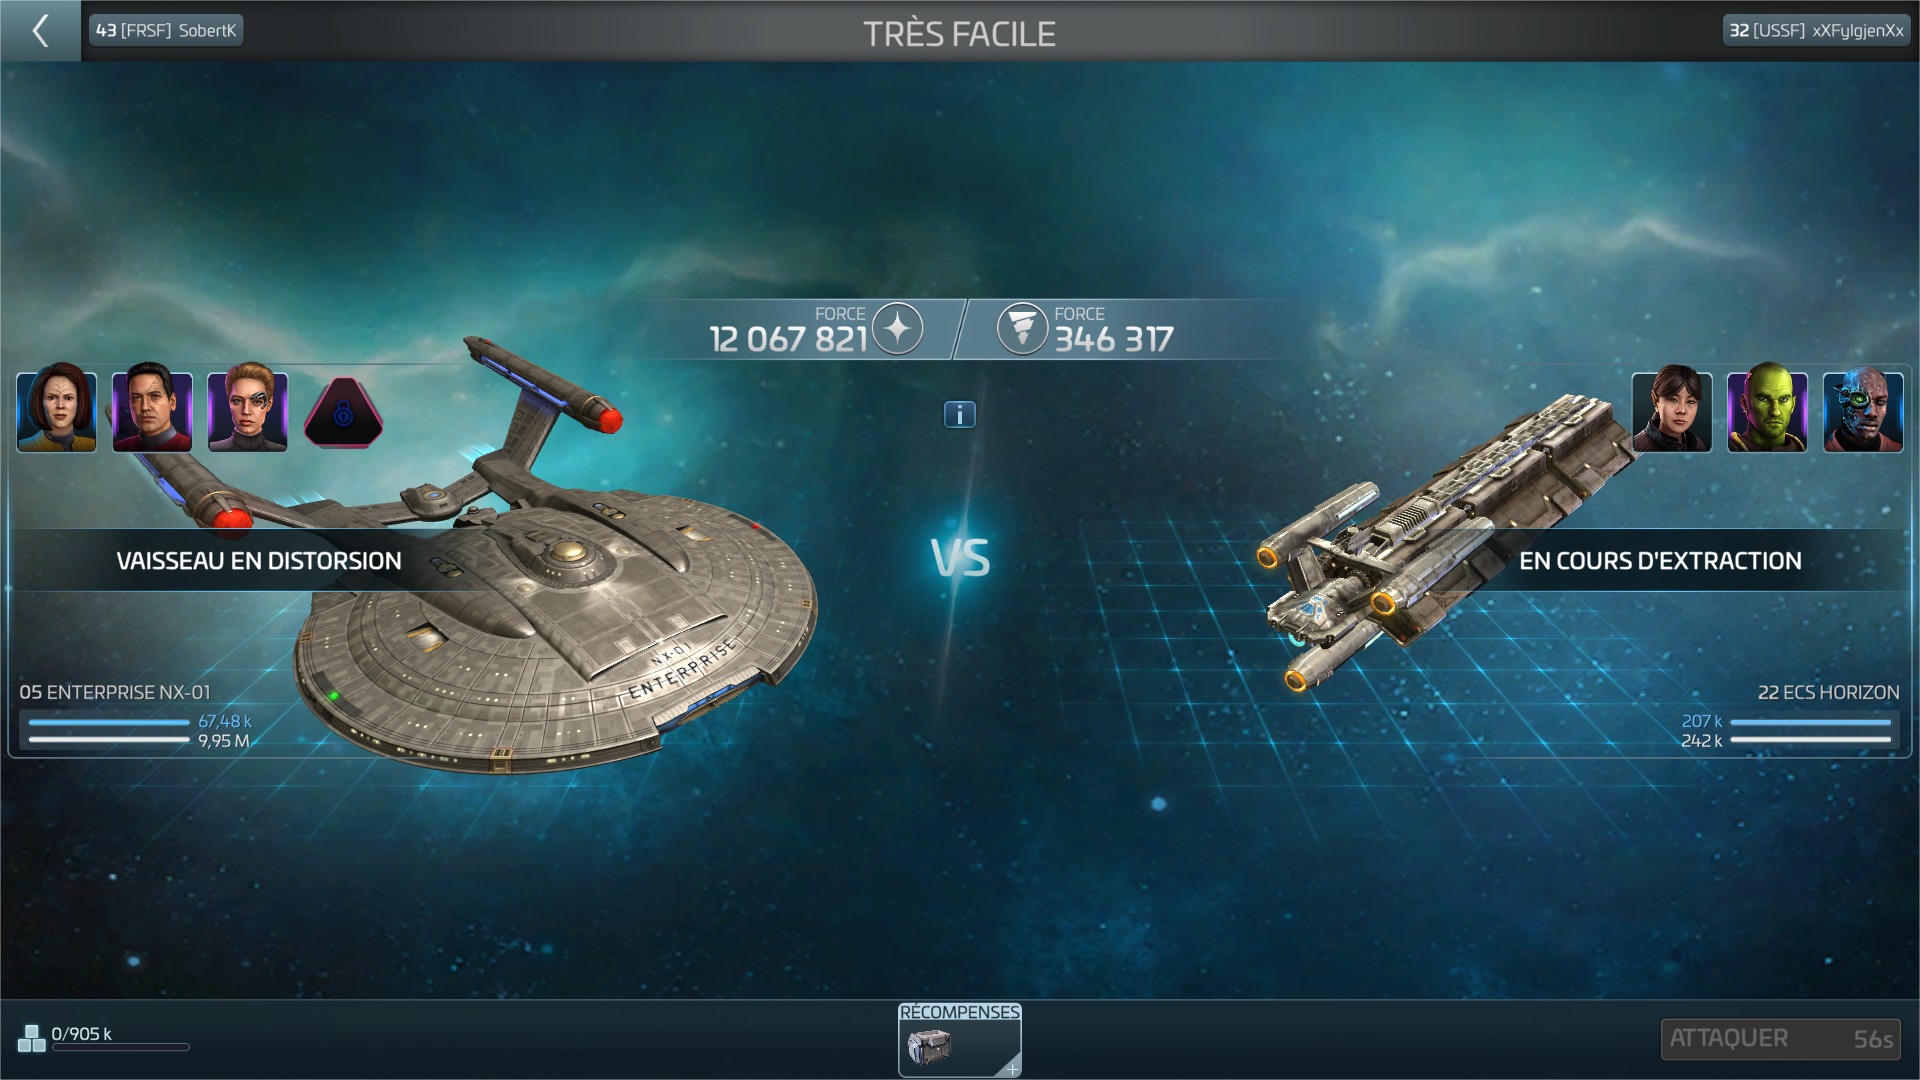 43 [FRSF] SobertK
TRÈS FACILE
32 [USSF] xXFylgjenXx
FORCE
12 067 821
FORCE
346 317
i
VAISSEAU EN DISTORSION
VS
EN COURS D'EXTRACTION
NX-01
ENTERPRISE
05 ENTERPRISE NX-01
67,48 k
9,95 M
22 ECS HORIZON
207 k
242 k
0/905 k
RÉCOMPENSES
+
ATTAQUER 56s